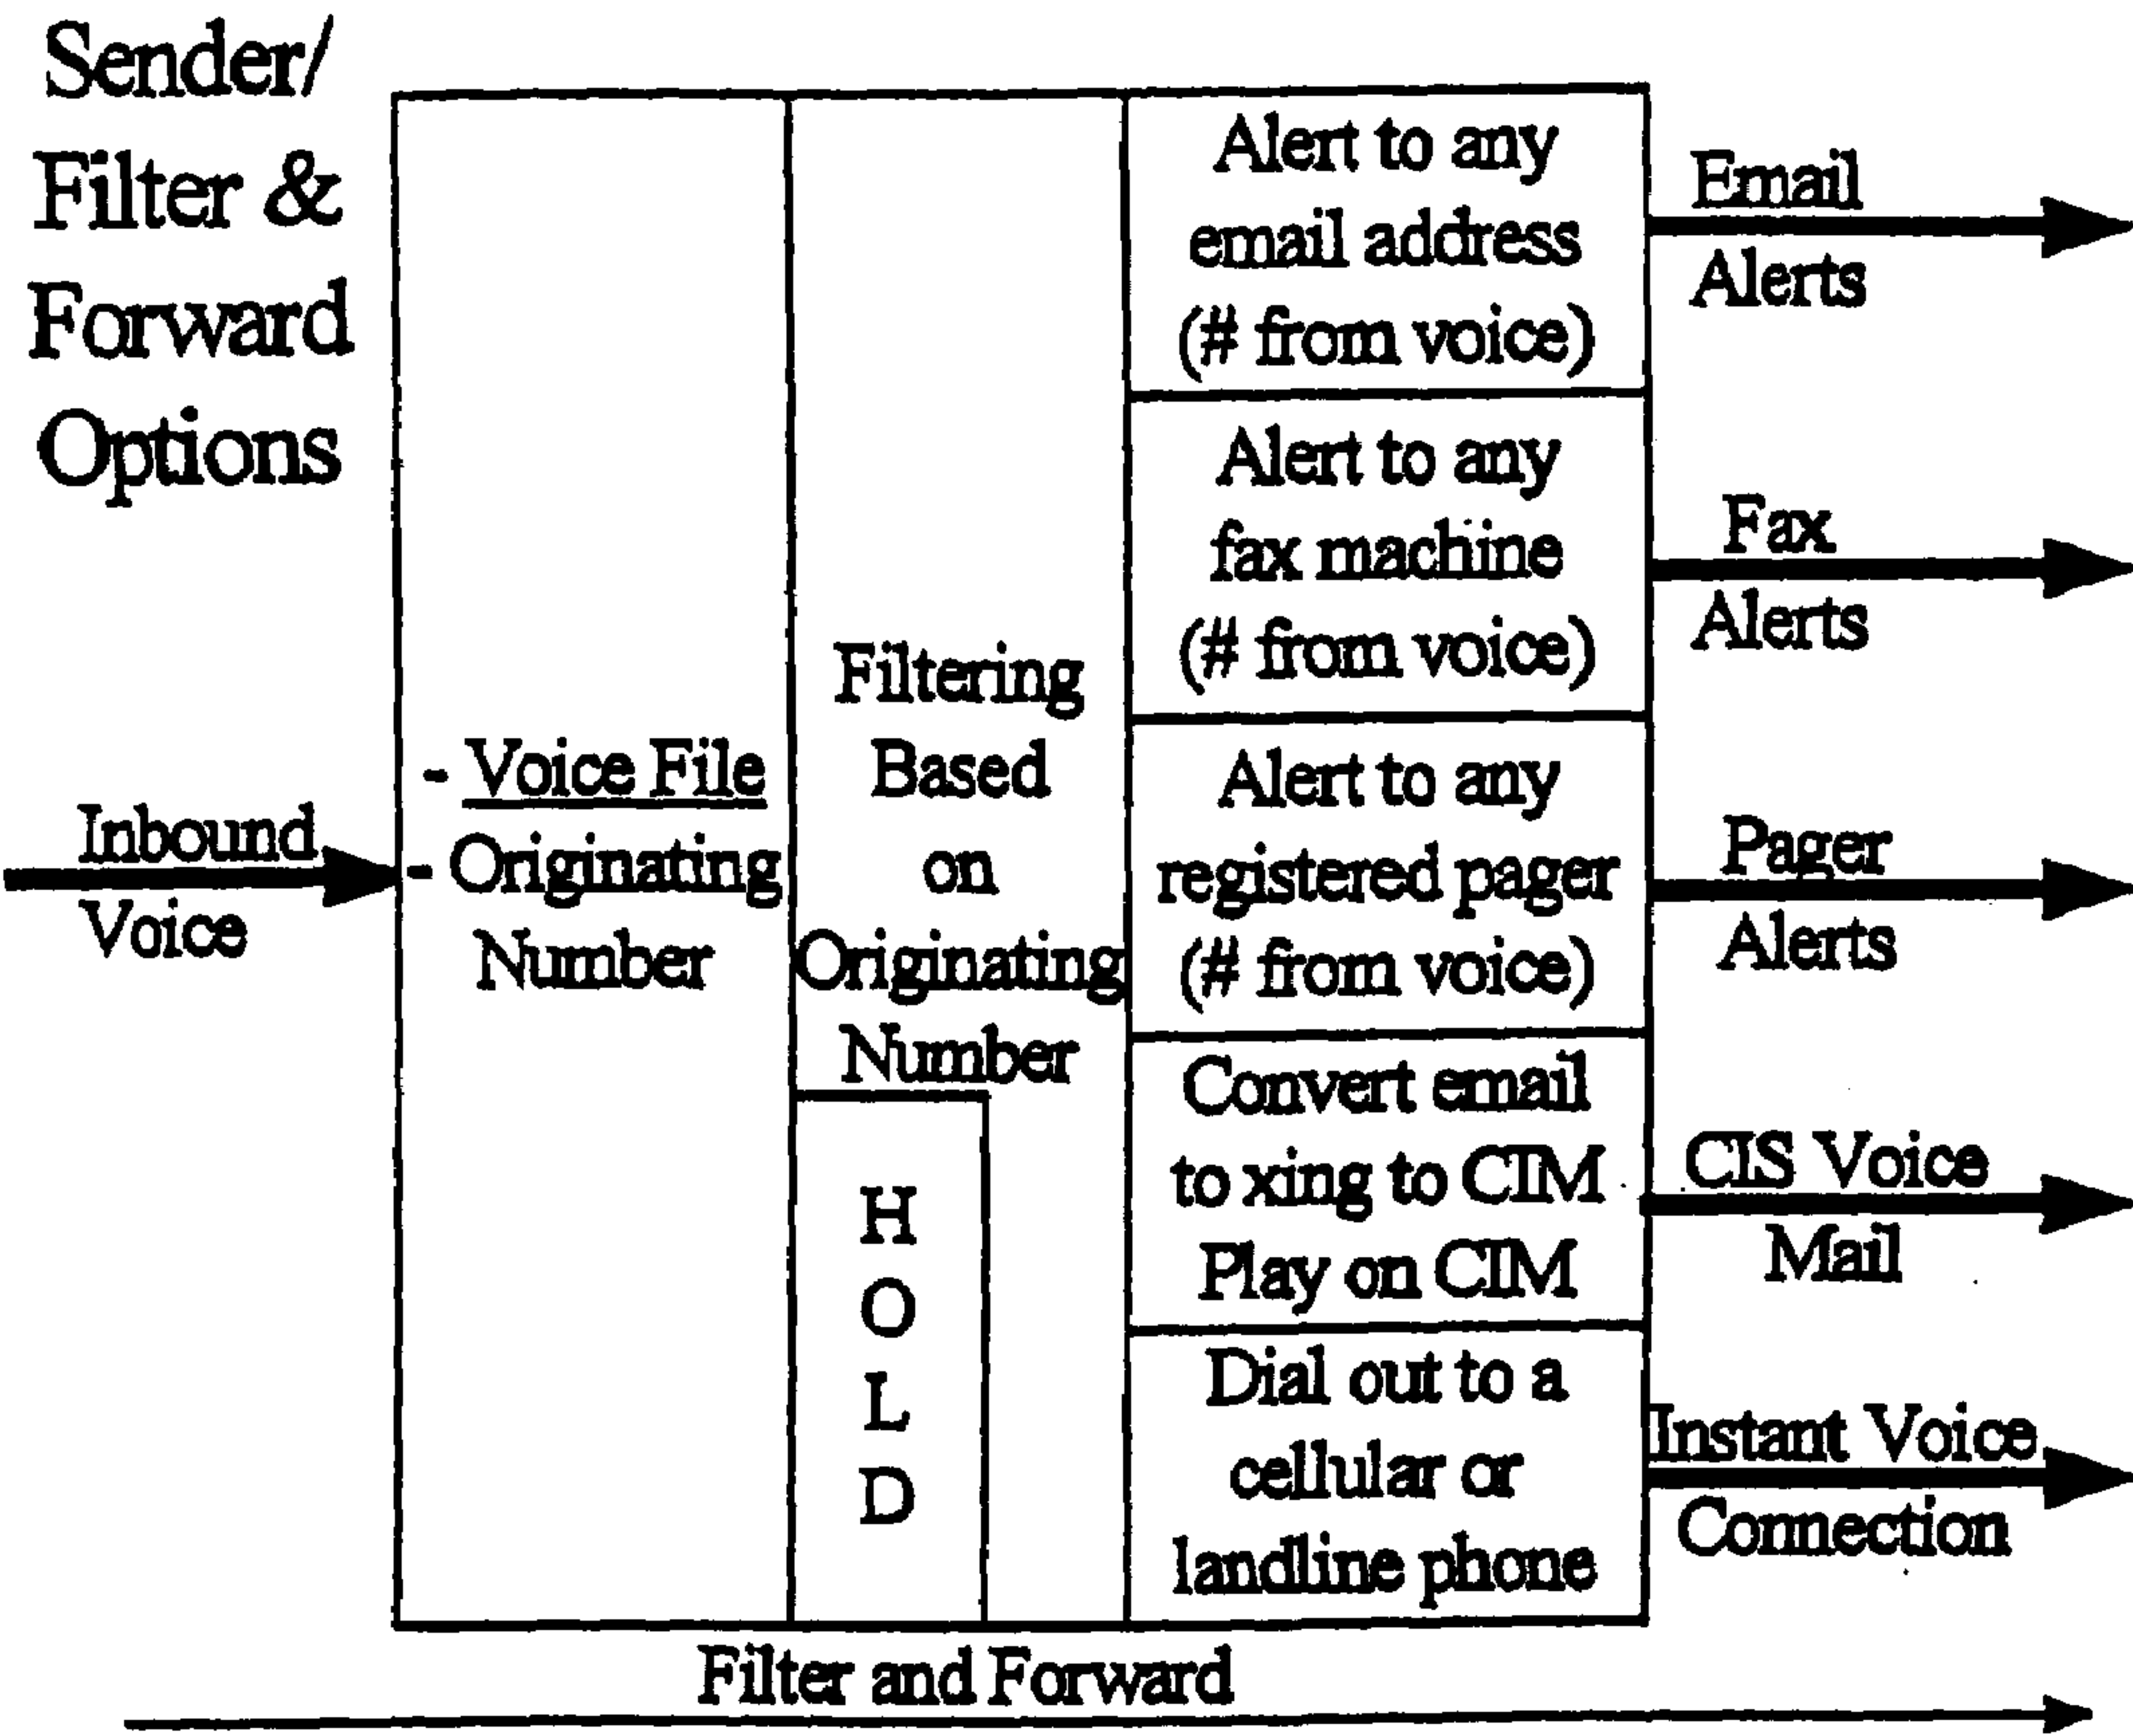 Sender/
Filter &
Forward
Options
Inbound
Voice
- Voice File
- Originating
Number
Filtering
Based
on
Originating
Number
H
O
L
D
Alert to any
email address
(# from voice)
Alert to any
fax machine
(# from voice)
Alert to any
registered pager
(# from voice)
Convert email
to xing to CIM
Play on CIM
Dial out to a
cellular or
landline phone
Email
Alerts
Fax
Alerts
Pager
Alerts
CIS Voice
Mail
Instant Voice
Connection
Filter and Forward